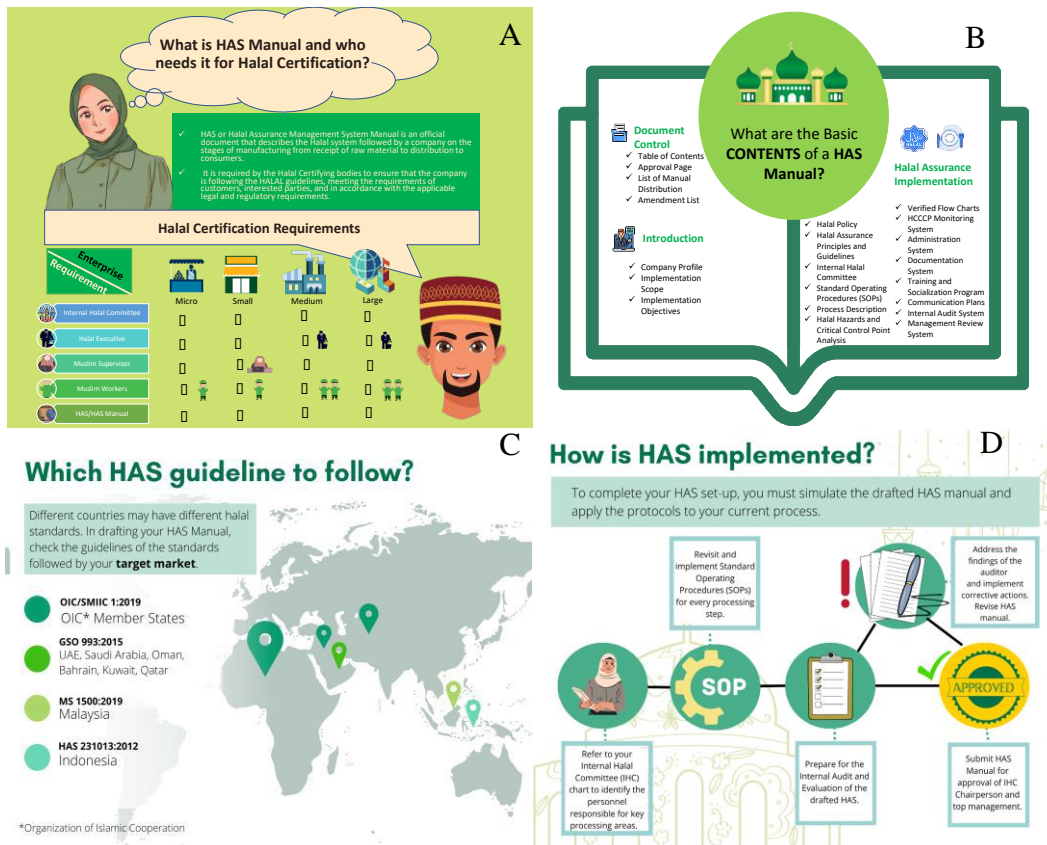 A
What is HAS Manual and who
needs it for Halal Certification?
✓ HAS or Halal Assurance Management System Manual is an official
document that describes the Halal system followed by a company on the
stages of manufacturing from receipt of raw material to distribution to
consumers.
✓ It is required by the Halal Certifying bodies to ensure that the company
is following the HALAL guidelines, meeting the requirements of
customers, interested parties, and in accordance with the applicable
legal and regulatory requirements.
Halal Certification Requirements
Enterprise
Requirement
Micro
Small
Medium
Large
Internal Halal Committee
Halal Executive
Muslim Supervisor
Muslim Workers
HAS/HAS Manual
B
What are the Basic
CONTENTS of a HAS
Manual?
Document
Control
✓ Table of Contents
✓ Approval Page
✓ List of Manual
Distribution
✓ Amendment List
Introduction
✓ Company Profile
✓ Implementation
Scope
✓ Implementation
Objectives
✓ Halal Policy
✓ Halal Assurance
Principles and
Guidelines
✓ Internal Halal
Committee
✓ Standard Operating
Procedures (SOPs)
✓ Process Description
✓ Halal Hazards and
Critical Control Point
Analysis
HALAL
Halal Assurance
Implementation
✓ Verified Flow Charts
✓ HCCCP Monitoring
System
✓ Administration
System
✓ Documentation
System
✓ Training and
Socialization Program
✓ Communication Plans
✓ Internal Audit System
✓ Management Review
System
C
Which HAS guideline to follow?
Different countries may have different halal
standards. In drafting your HAS Manual,
check the guidelines of the standards
followed by your target market.
OIC/SMIIC 1:2019
OIC* Member States
GSO 993:2015
UAE, Saudi Arabia, Oman,
Bahrain, Kuwait, Qatar
MS 1500:2019
Malaysia
HAS 231013:2012
Indonesia
*Organization of Islamic Cooperation
D
How is HAS implemented?
To complete your HAS set-up, you must simulate the drafted HAS manual and
apply the protocols to your current process.
Revisit and
implement Standard
Operating
Procedures (SOPs)
for every processing
step.
Address the
findings of the
auditor
and implement
corrective actions.
Revise HAS
manual.
SOP
APPROVED
Refer to your
Internal Halal
Committee (IHC)
chart to identify the
personnel
responsible for key
processing areas.
Prepare for the
Internal Audit and
Evaluation of the
drafted HAS.
Submit HAS
Manual for
approval of IHC
Chairperson and
top management.